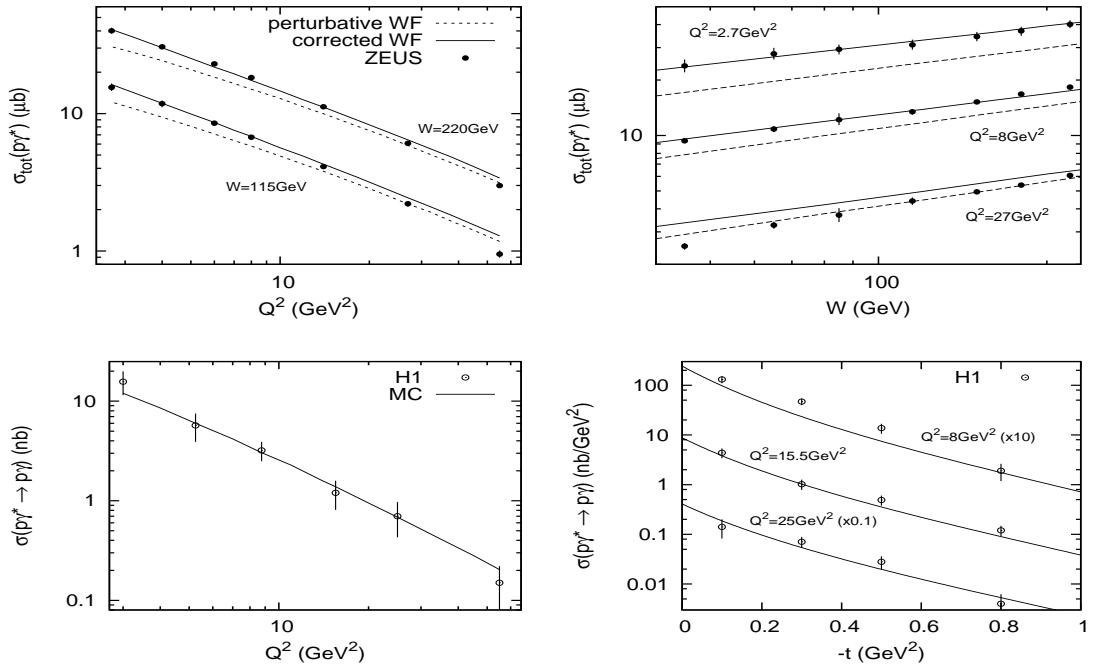 perturbative WF
corrected WF
ZEUS
W=220GeV
W=115GeV
10
1
10
Q² (GeV²)
σtot(pγ*) (μb)
Q²=2.7GeV²
Q²=8GeV²
Q²=27GeV²
10
100
W (GeV)
σtot(pγ*) (μb)
H1
MC
10
1
0.1
10
Q² (GeV²)
σ(pγ* → pγ) (nb)
H1
Q²=8GeV² (x10)
Q²=15.5GeV²
Q²=25GeV² (x0.1)
100
10
1
0.1
0.01
0 0.2 0.4 0.6 0.8 1
-t (GeV²)
σ(pγ* → pγ) (nb/GeV²)